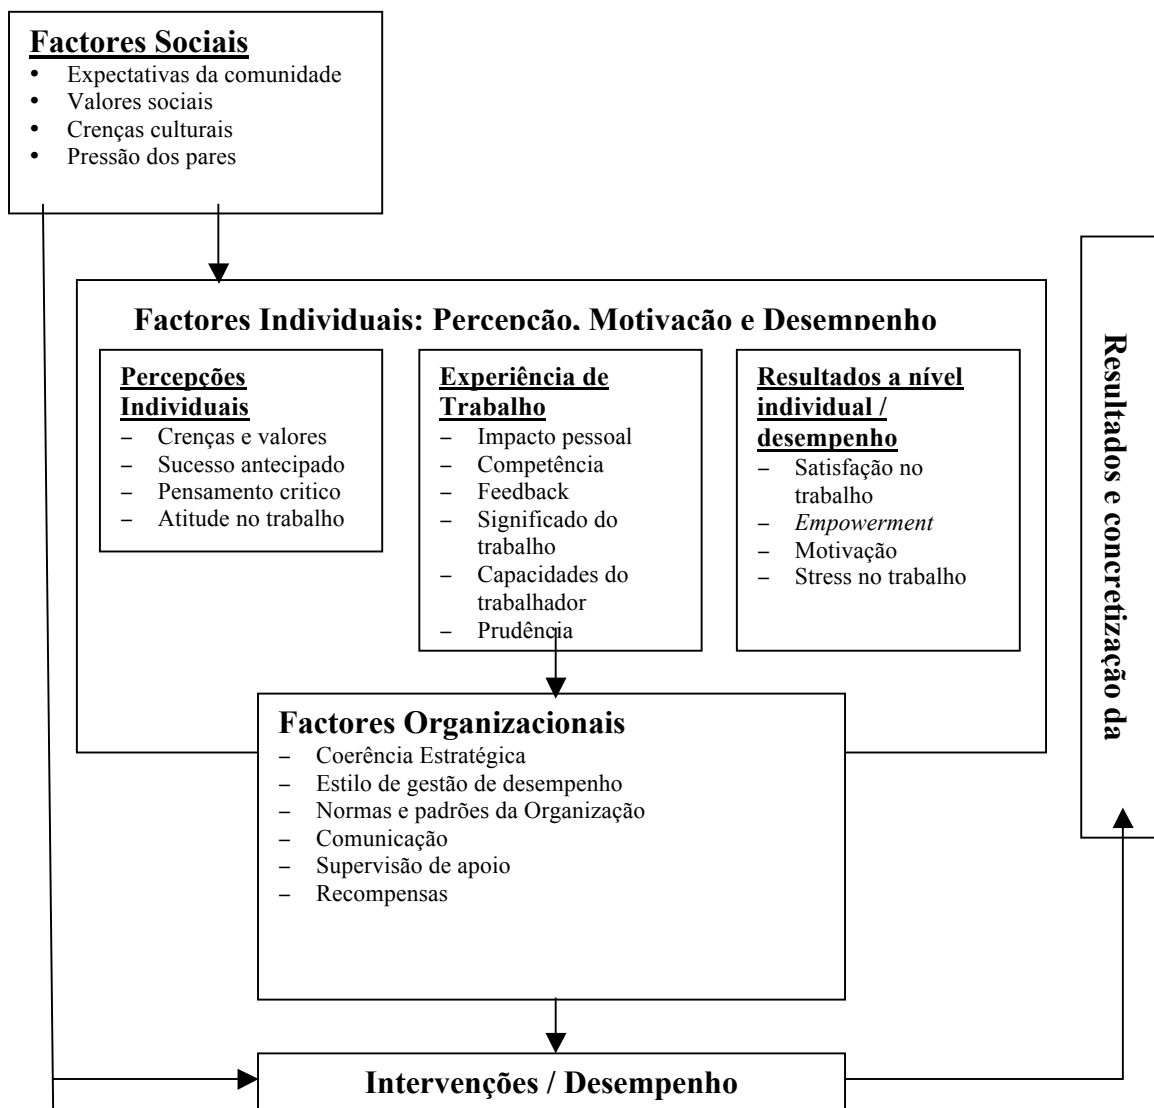 Factores Sociais
• Expectativas da comunidade
• Valores sociais
• Crenças culturais
• Pressão dos pares
Factores Individuais: Percepção, Motivação e Desempenho
Percepções
Individuais
– Crenças e valores
– Sucesso antecipado
– Pensamento critico
– Atitude no trabalho
Experiência de
Trabalho
– Impacto pessoal
– Competência
– Feedback
– Significado do
trabalho
– Capacidades do
trabalhador
– Prudência
Resultados a nível
individual /
desempenho
– Satisfação no
trabalho
– Empowerment
– Motivação
– Stress no trabalho
Factores Organizacionais
– Coerência Estratégica
– Estilo de gestão de desempenho
– Normas e padrões da Organização
– Comunicação
– Supervisão de apoio
– Recompensas
Intervenções / Desempenho
Resultados e concretização da